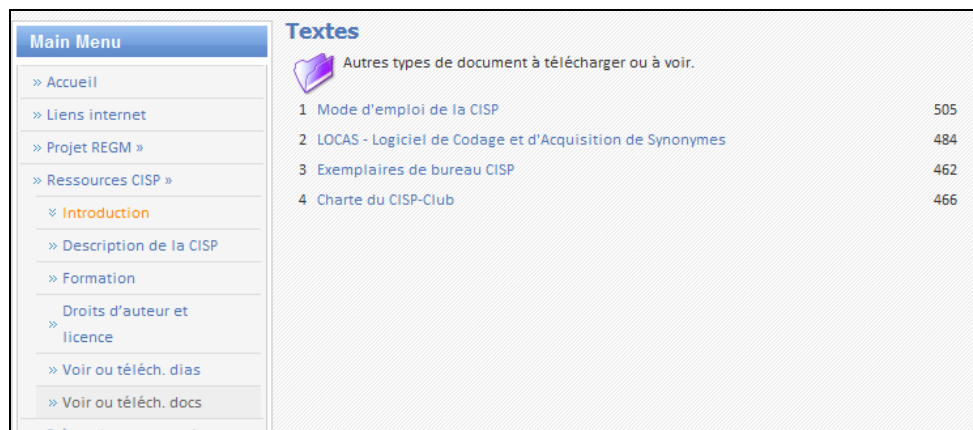 Main Menu
» Accueil
» Liens internet
» Projet REGM »
» Ressources CISP »
» Introduction
» Description de la CISP
» Formation
» Droits d'auteur et
licence
» Voir ou téléch. dias
» Voir ou téléch. docs
Textes
Autres types de document à télécharger ou à voir.
1 Mode d'emploi de la CISP 505
2 LOCAS - Logiciel de Codage et d'Acquisition de Synonymes 484
3 Exemplaires de bureau CISP 462
4 Charte du CISP-Club 466